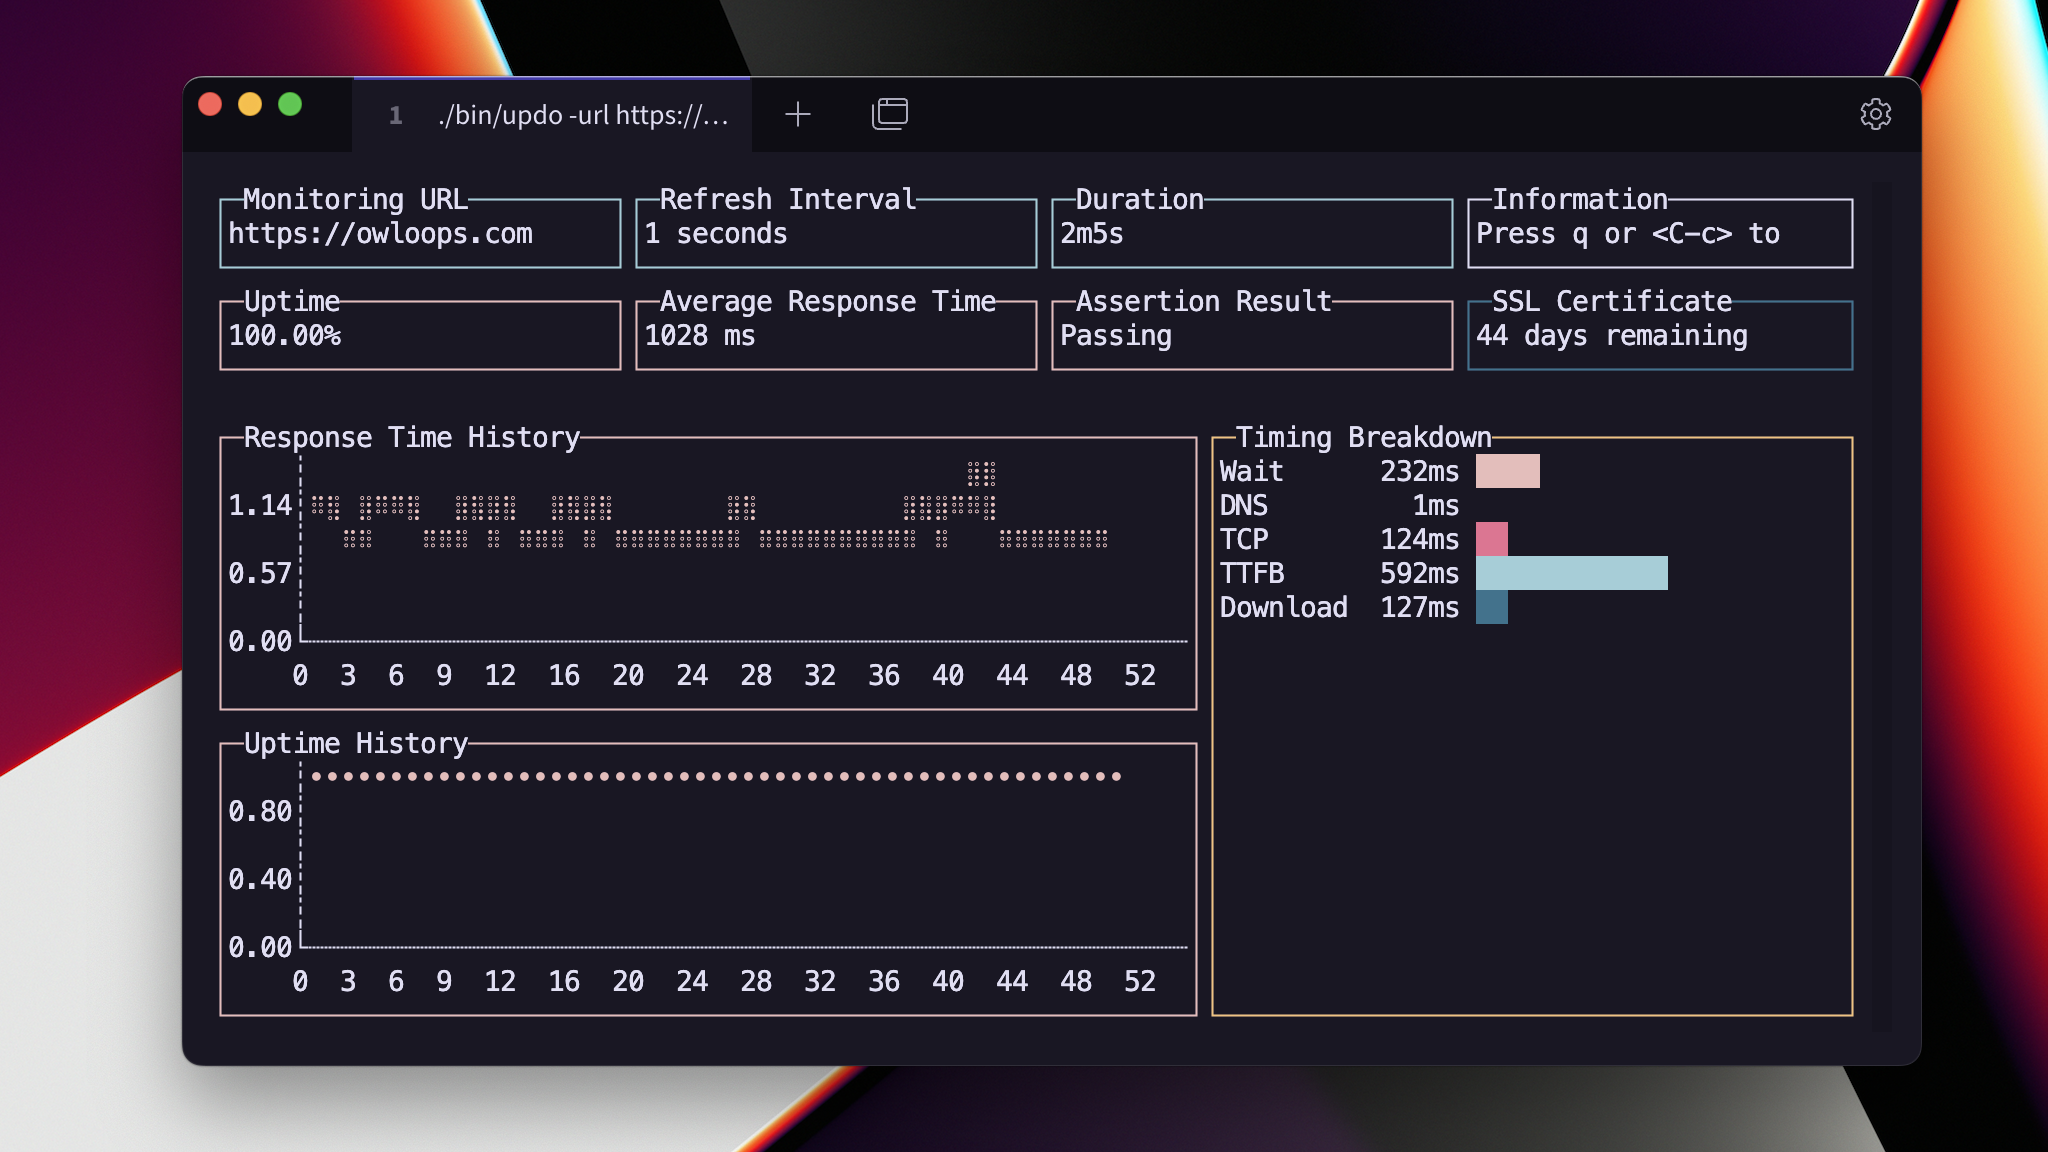 1 ./bin/updo -url https://…
Monitoring URL
https://owloops.com
Refresh Interval
1 seconds
Duration
2m5s
Information
Press q or <C-c> to
Uptime
100.00%
Average Response Time
1028 ms
Assertion Result
Passing
SSL Certificate
44 days remaining
Response Time History
1.14
0.57
0.00
0 3 6 9 12 16 20 24 28 32 36 40 44 48 52
Timing Breakdown
Wait 232ms
DNS 1ms
TCP 124ms
TTFB 592ms
Download 127ms
Uptime History
0.80
0.40
0.00
0 3 6 9 12 16 20 24 28 32 36 40 44 48 52